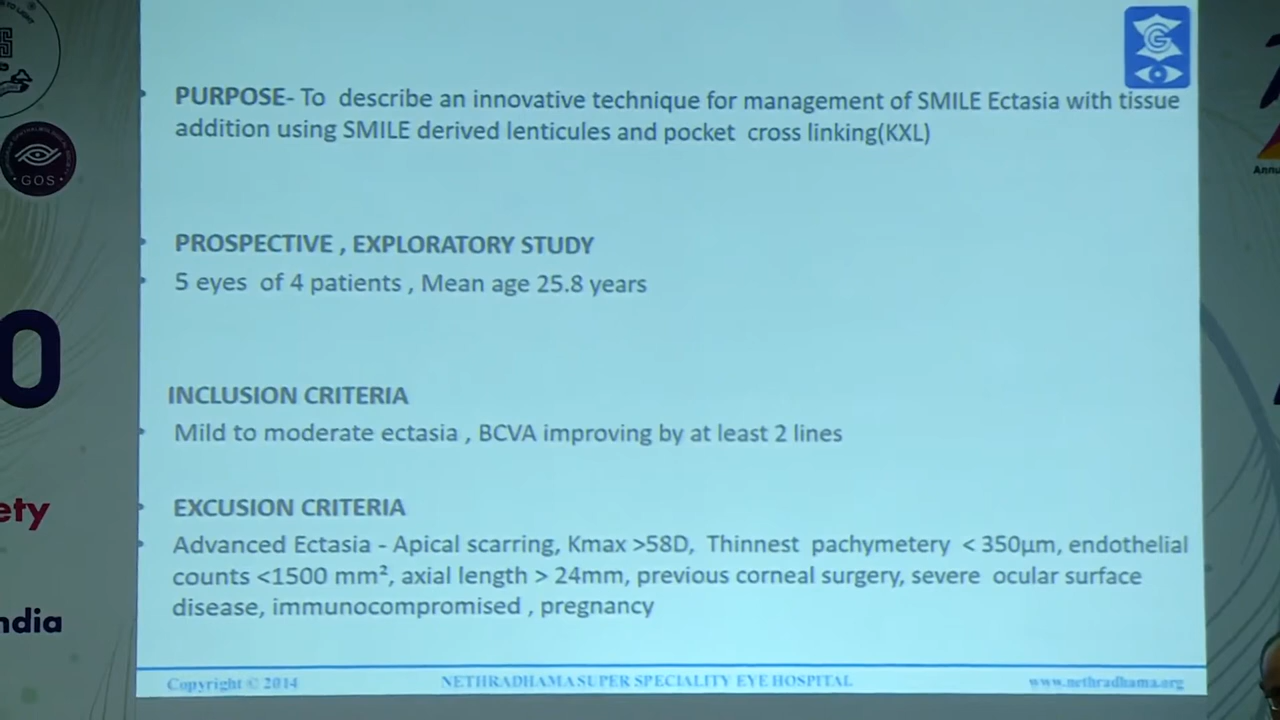 PURPOSE- To describe an innovative technique for management of SMILE Ectasia with tissue
addition using SMILE derived lenticules and pocket cross linking(KXL)
PROSPECTIVE , EXPLORATORY STUDY
5 eyes of 4 patients , Mean age 25.8 years
INCLUSION CRITERIA
Mild to moderate ectasia , BCVA improving by at least 2 lines
EXCUSION CRITERIA
Advanced Ectasia - Apical scarring, Kmax >58D, Thinnest pachymetery < 350µm, endothelial
counts <1500 mm², axial length > 24mm, previous corneal surgery, severe ocular surface
disease, immunocompromised , pregnancy
Copyright © 2014 NETHRADHAMA SUPER SPECIALITY EYE HOSPITAL www.nethradhama.org
G
GOS
0
ety
ndia
Annu